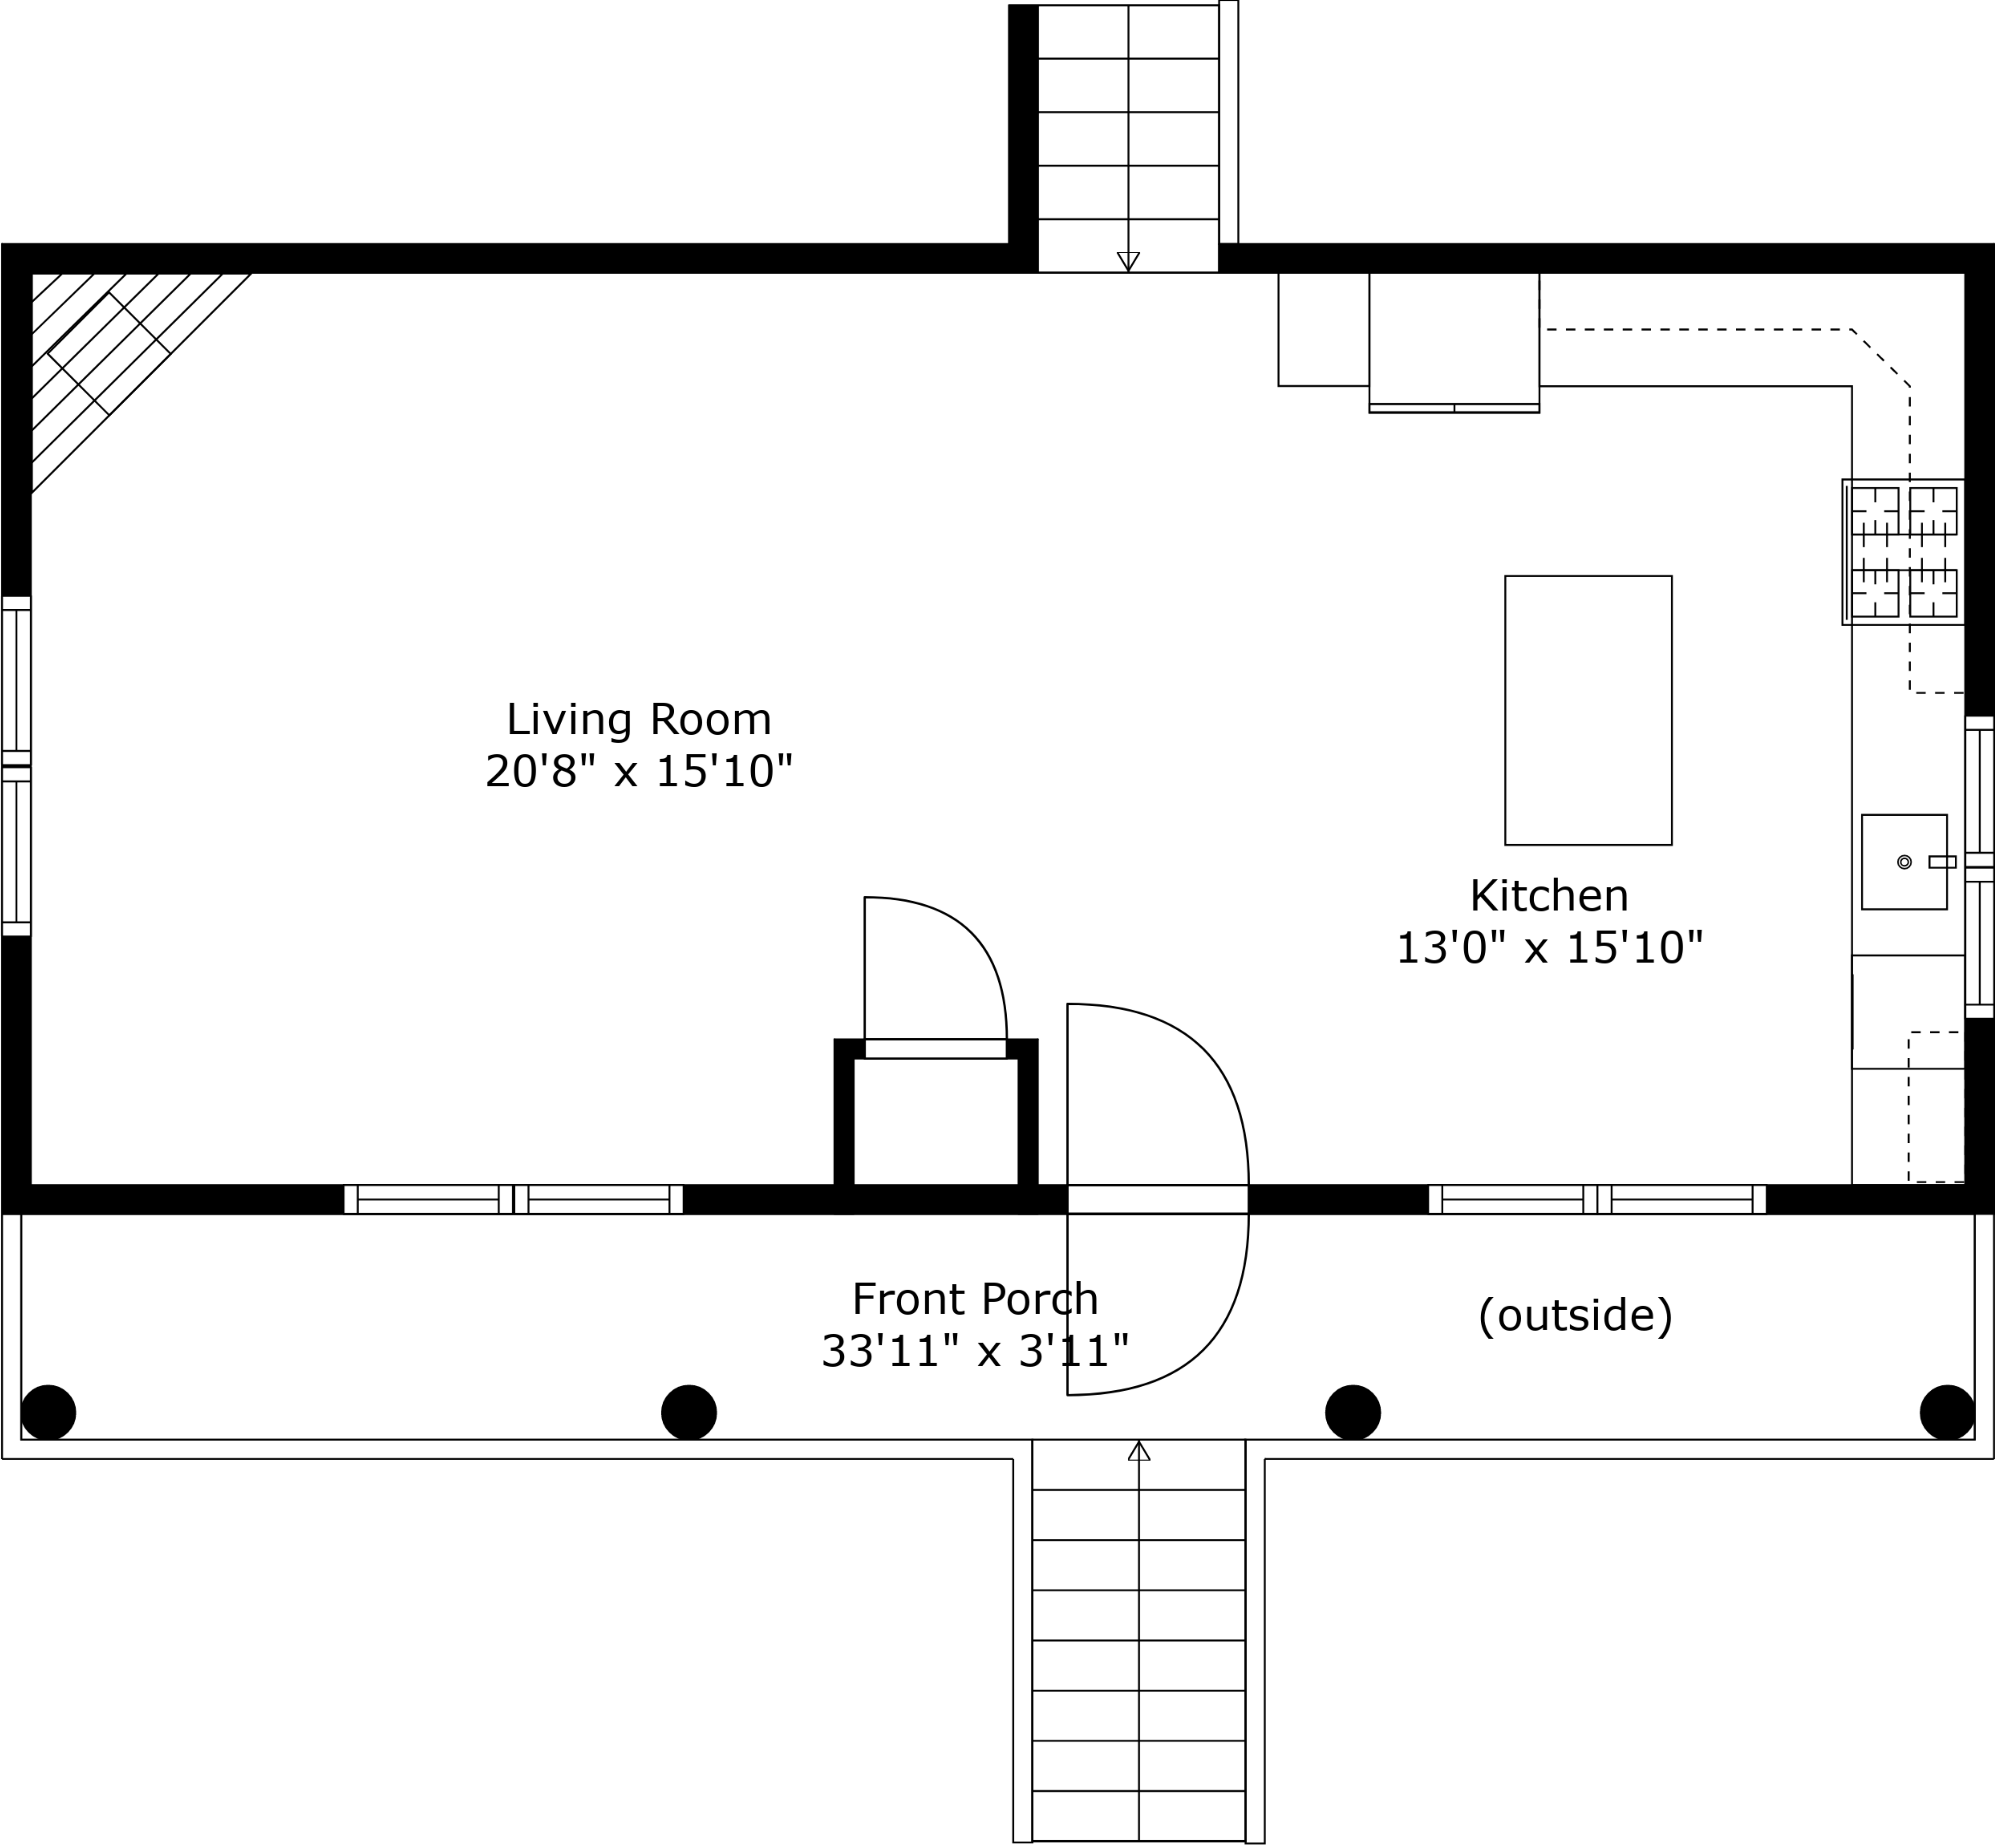 Living Room
20'8" x 15'10"
Kitchen
13'0" x 15'10"
Front Porch
33'11" x 3'11"
(outside)